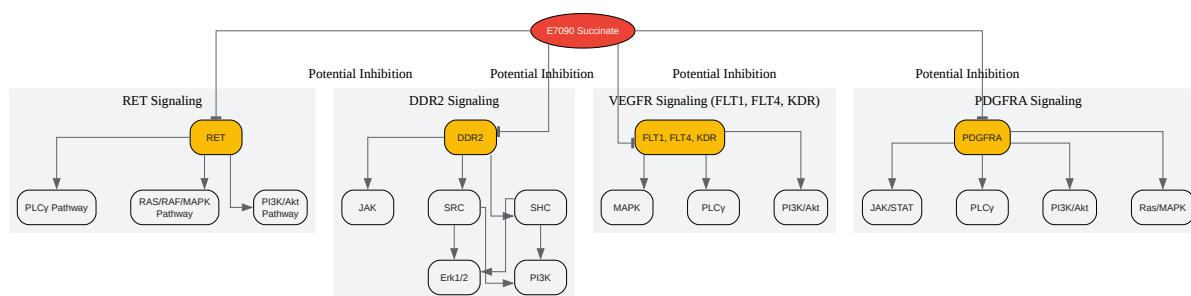 E7090 Succinate
Potential Inhibition
Potential Inhibition
Potential Inhibition
Potential Inhibition
RET Signaling
DDR2 Signaling
VEGFR Signaling (FLT1, FLT4, KDR)
PDGFRA Signaling
RET
DDR2
FLT1, FLT4, KDR
PDGFRA
PLCγ Pathway
RAS/RAF/MAPK
Pathway
PI3K/Akt
Pathway
JAK
SRC
SHC
MAPK
PLCγ
PI3K/Akt
JAK/STAT
PLCγ
PI3K/Akt
Ras/MAPK
Erk1/2
PI3K